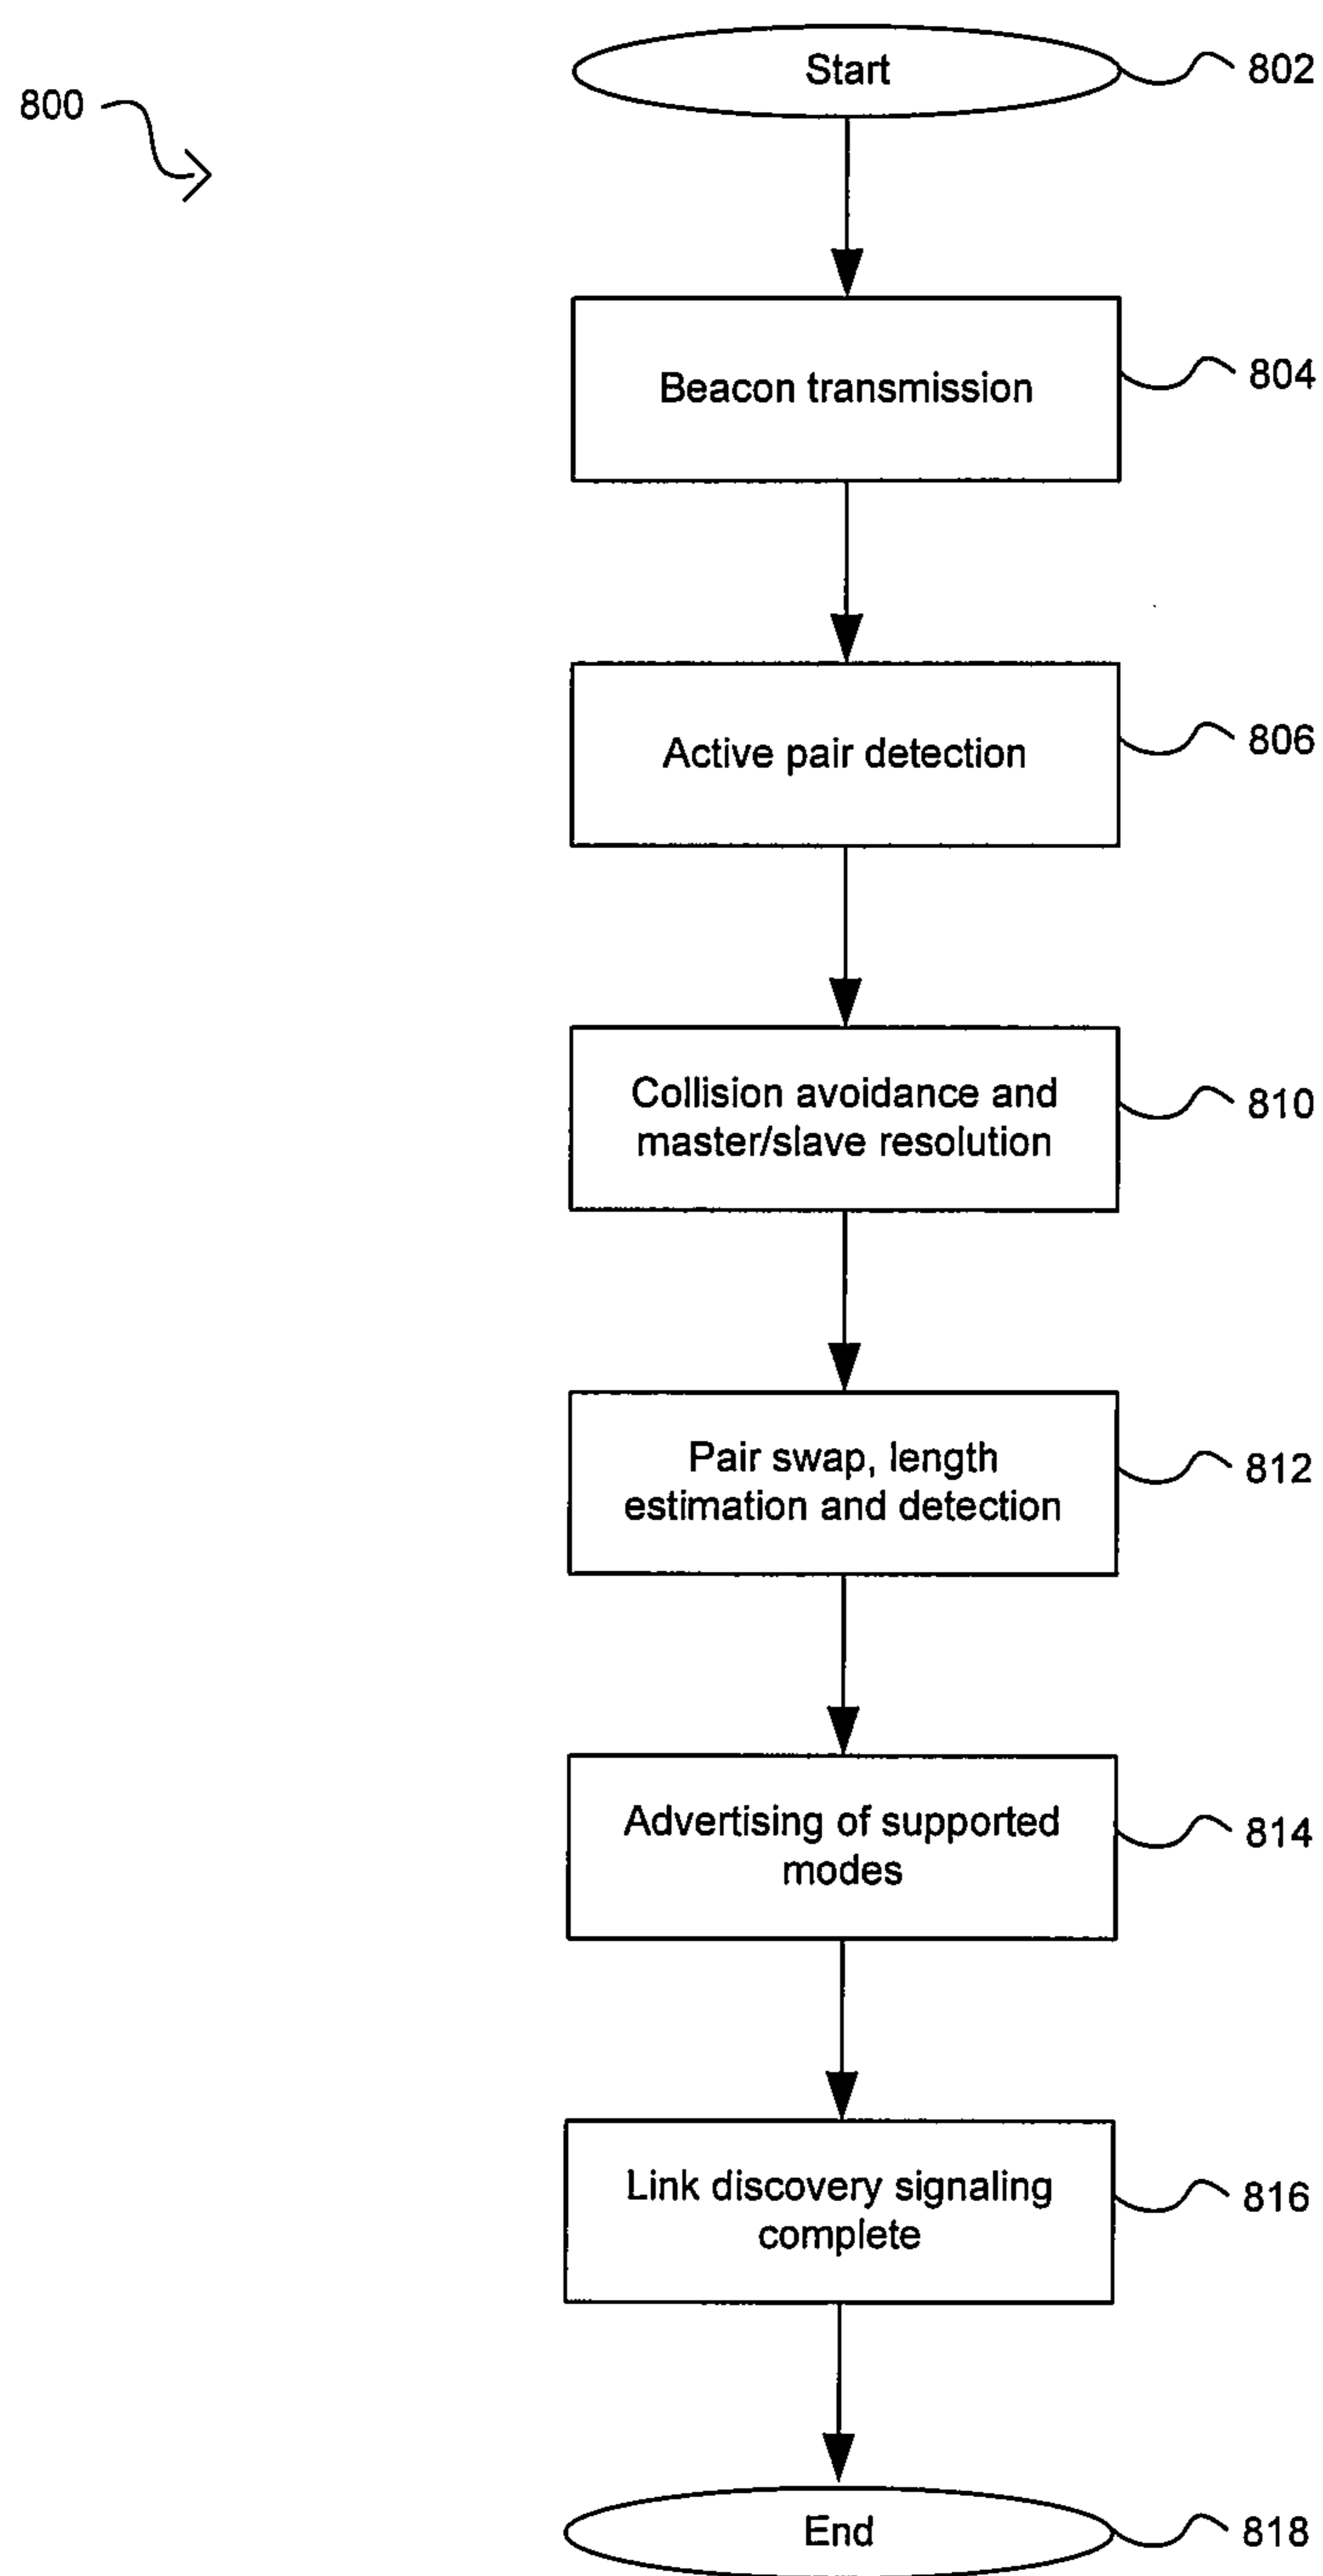 Start
802
800
Beacon transmission
804
Active pair detection
806
Collision avoidance and
master/slave resolution
810
Pair swap, length
estimation and detection
812
Advertising of supported
modes
814
Link discovery signaling
complete
816
End
818